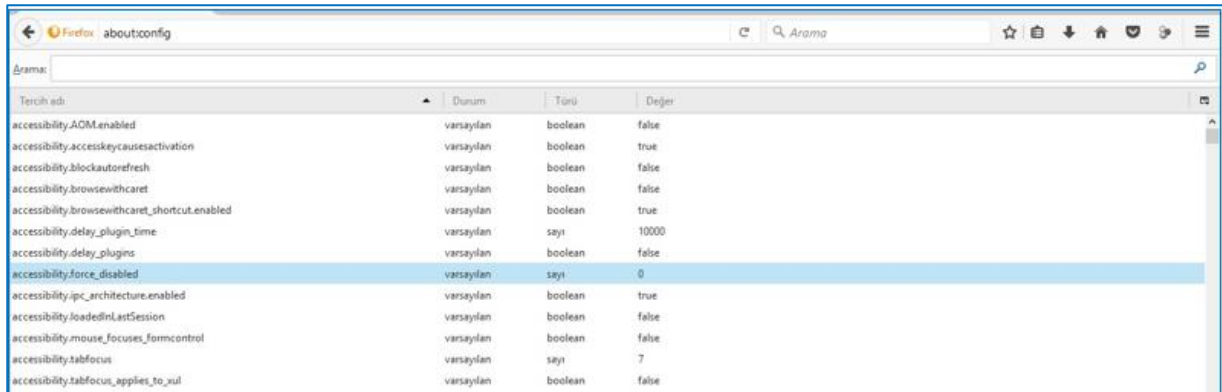 Firefox about:config Arama
Arama:
Tercih adı Durum Türü Değer
accessibility.AOM.enabled varsayılan boolean false
accessibility.accesskeycausesactivation varsayılan boolean true
accessibility.blockautorefresh varsayılan boolean false
accessibility.browsewithcaret varsayılan boolean false
accessibility.browsewithcaret_shortcut.enabled varsayılan boolean true
accessibility.delay_plugin_time varsayılan sayı 10000
accessibility.delay_plugins varsayılan boolean false
accessibility.force_disabled varsayılan sayı 0
accessibility.ipc_architecture.enabled varsayılan boolean true
accessibility.loadedInLastSession varsayılan boolean false
accessibility.mouse_focuses_formcontrol varsayılan boolean false
accessibility.tabfocus varsayılan sayı 7
accessibility.tabfocus_applies_to_xul varsayılan boolean false